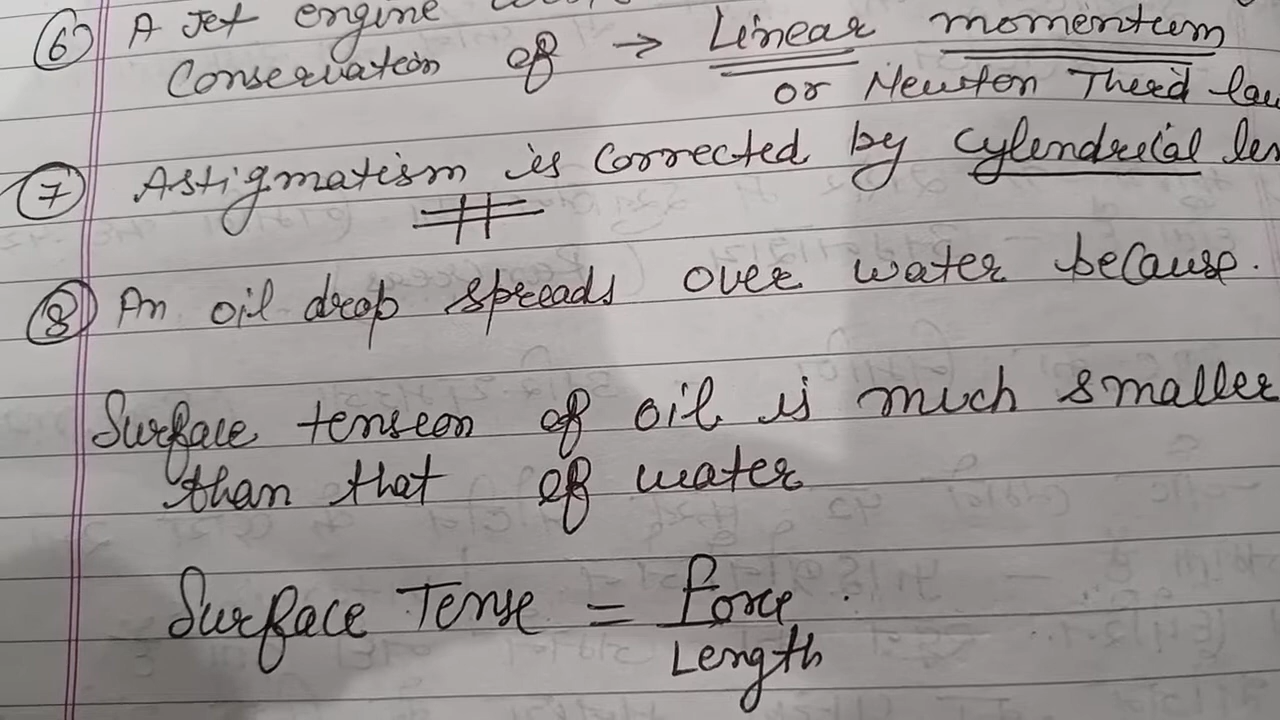 6 A Jet engine
Conservation of → Linear momentum
or Newton Third law
7 Astigmatism is Corrected by Cylendrical len
8 An oil drop spreads over water because.
Surface tension of oil is much smaller
than that of water
Surface Tense = Force
Length